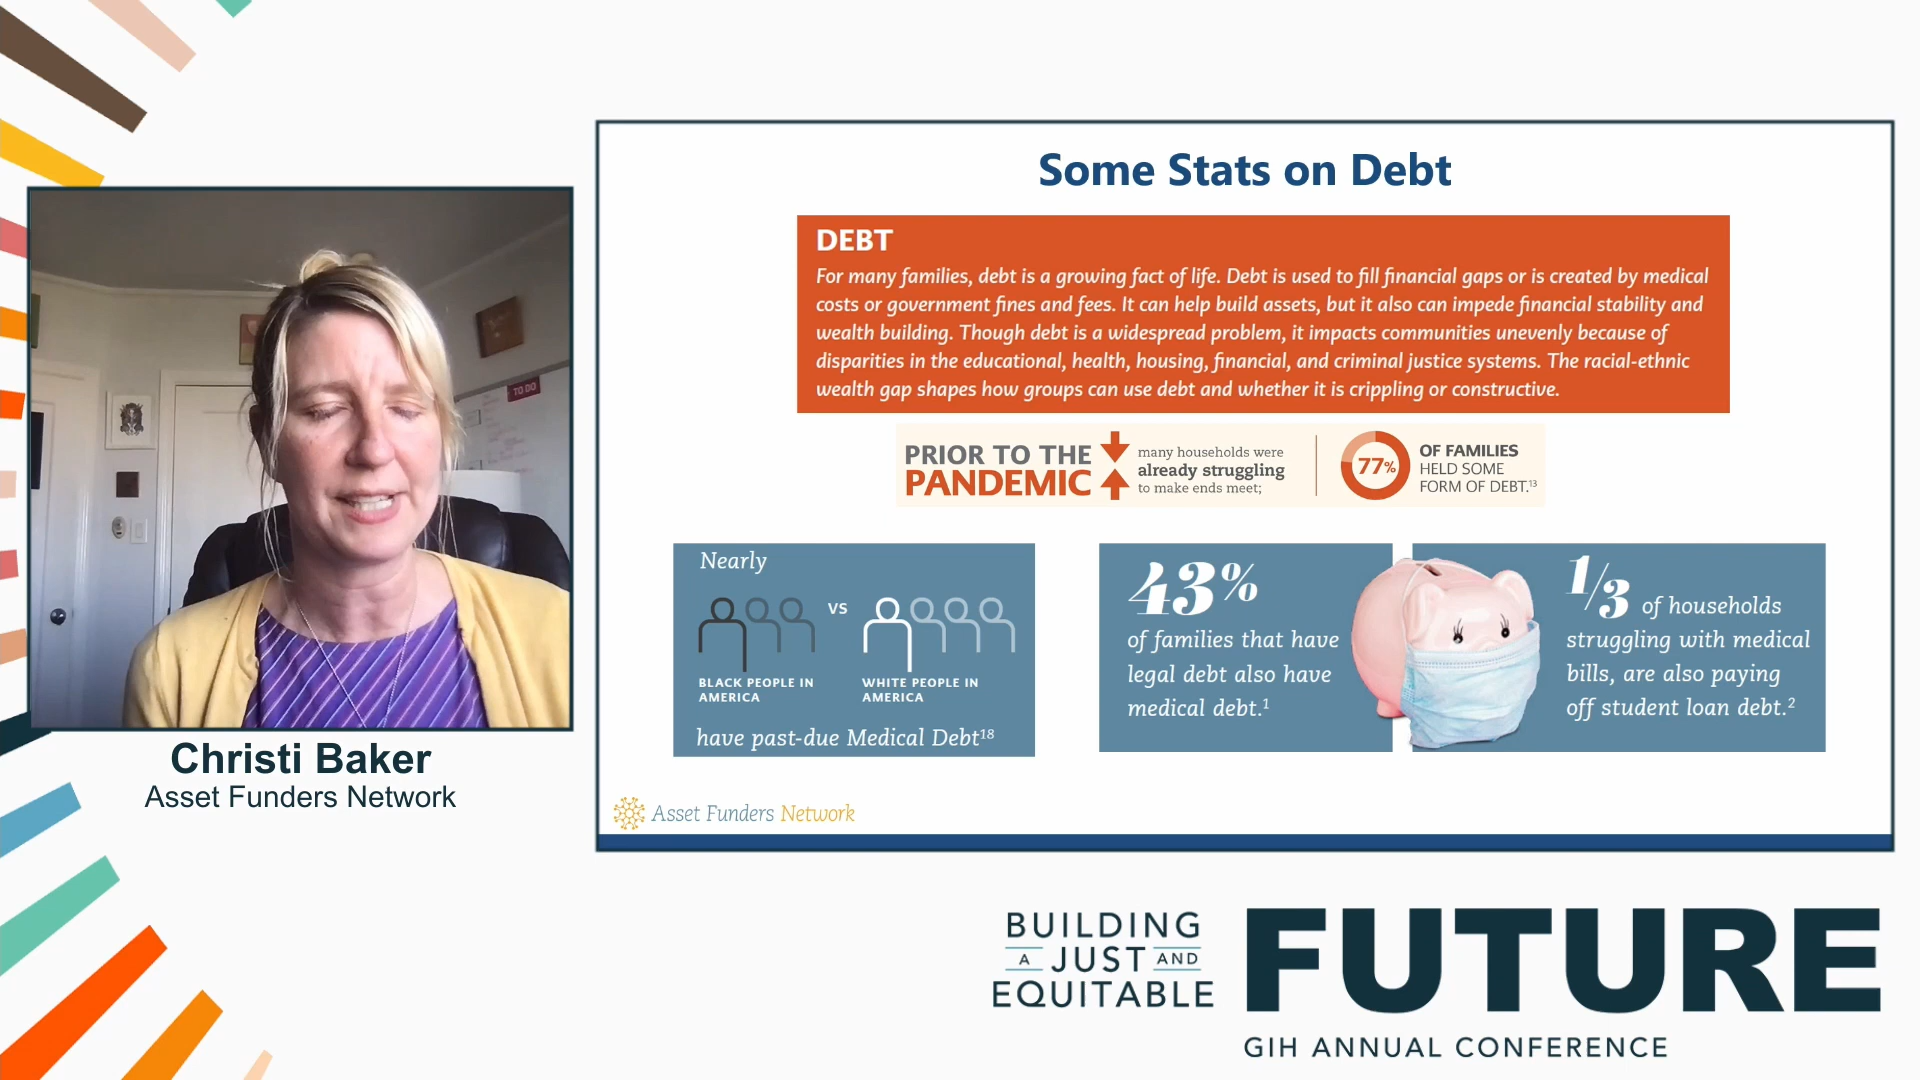 Some Stats on Debt
DEBT
For many families, debt is a growing fact of life. Debt is used to fill financial gaps or is created by medical
costs or government fines and fees. It can help build assets, but it also can impede financial stability and
wealth building. Though debt is a widespread problem, it impacts communities unevenly because of
disparities in the educational, health, housing, financial, and criminal justice systems. The racial-ethnic
wealth gap shapes how groups can use debt and whether it is crippling or constructive.
PRIOR TO THE
PANDEMIC
many households were
already struggling
to make ends meet;
77%
OF FAMILIES
HELD SOME
FORM OF DEBT.13
Nearly
VS
BLACK PEOPLE IN
AMERICA
WHITE PEOPLE IN
AMERICA
have past-due Medical Debt18
43%
of families that have
legal debt also have
medical debt.1
1/3 of households
struggling with medical
bills, are also paying
off student loan debt.2
Asset Funders Network
TO DO
Christi Baker
Asset Funders Network
BUILDING
A JUST AND
EQUITABLE
FUTURE
GIH ANNUAL CONFERENCE